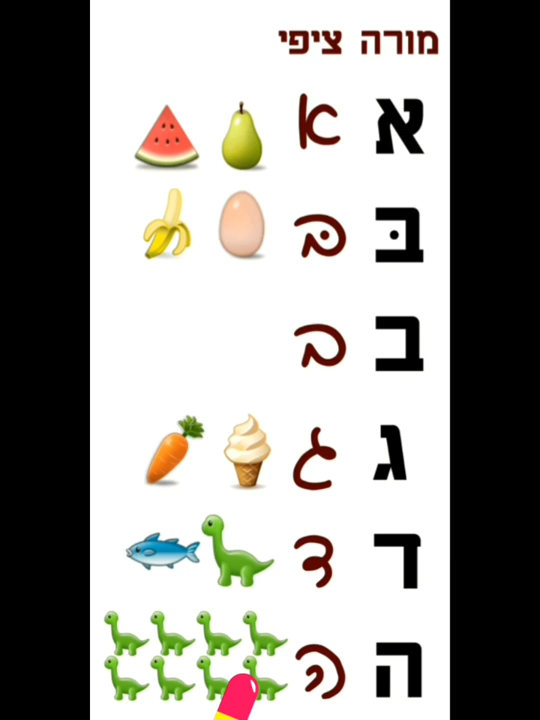 מורה ציפי
א א
בּ בּ
ב ב
ג ג
ד ד
ה ה